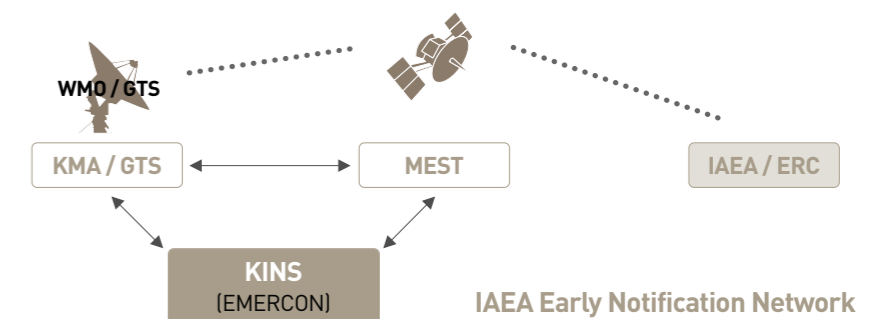 WMO / GTS
KMA / GTS
MEST
IAEA / ERC
KINS
(EMERCON)
IAEA Early Notification Network